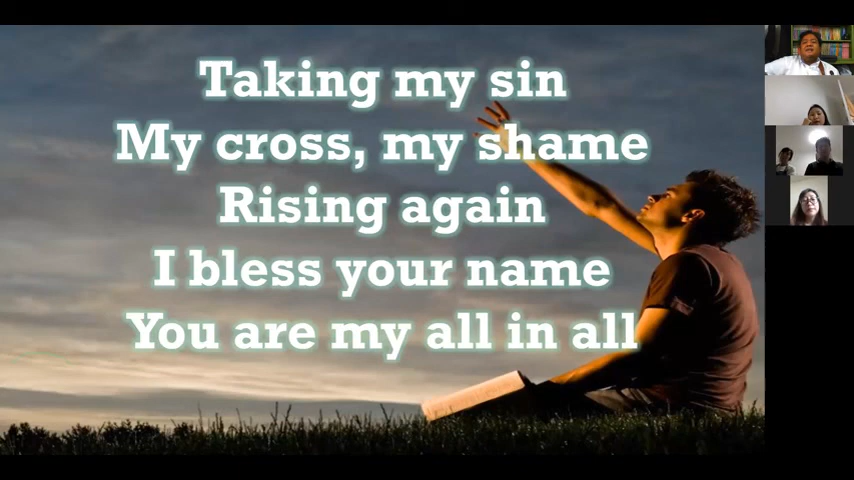 Taking my sin
My cross, my shame
Rising again
I bless your name
You are my all in all